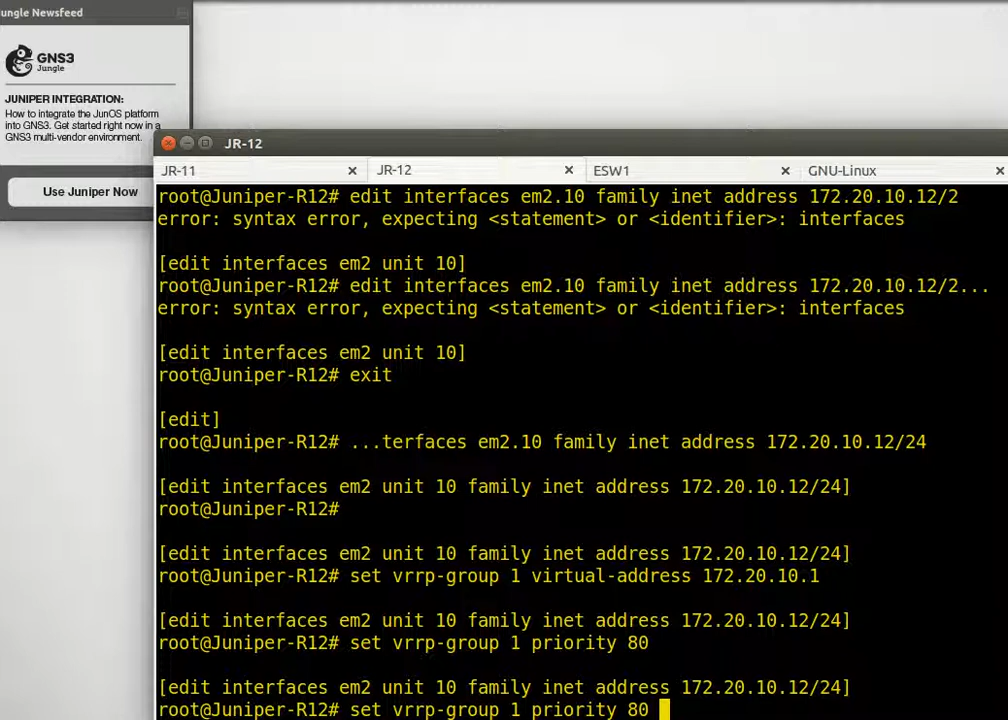 ungle Newsfeed
GNS3
Jungle
JUNIPER INTEGRATION:
How to integrate the JunOS platform
into GNS3. Get started right now in a
GNS3 multi-vendor environment.
Use Juniper Now
JR-12
JR-11 JR-12 ESW1 GNU-Linux
root@Juniper-R12# edit interfaces em2.10 family inet address 172.20.10.12/2
error: syntax error, expecting <statement> or <identifier>: interfaces
[edit interfaces em2 unit 10]
root@Juniper-R12# edit interfaces em2.10 family inet address 172.20.10.12/2...
error: syntax error, expecting <statement> or <identifier>: interfaces
[edit interfaces em2 unit 10]
root@Juniper-R12# exit
[edit]
root@Juniper-R12# ...terfaces em2.10 family inet address 172.20.10.12/24
[edit interfaces em2 unit 10 family inet address 172.20.10.12/24]
root@Juniper-R12#
[edit interfaces em2 unit 10 family inet address 172.20.10.12/24]
root@Juniper-R12# set vrrp-group 1 virtual-address 172.20.10.1
[edit interfaces em2 unit 10 family inet address 172.20.10.12/24]
root@Juniper-R12# set vrrp-group 1 priority 80
[edit interfaces em2 unit 10 family inet address 172.20.10.12/24]
root@Juniper-R12# set vrrp-group 1 priority 80